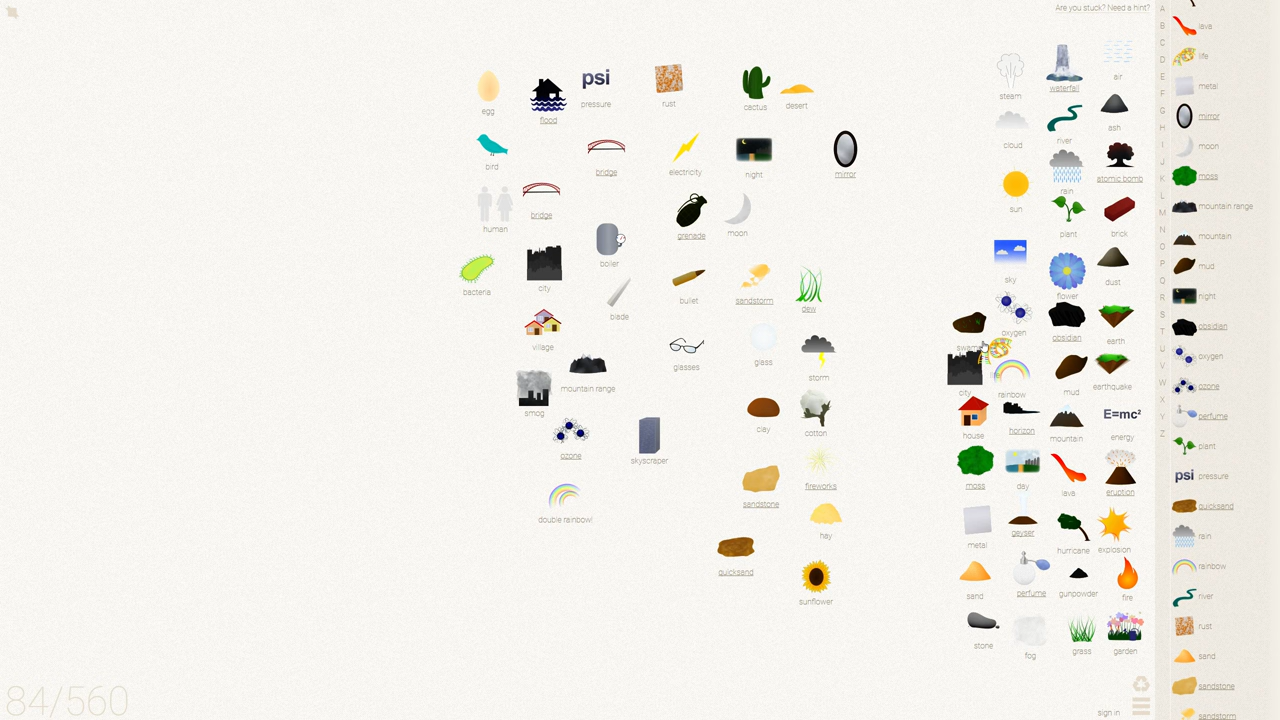 Are you stuck? Need a hint?
egg
flood
psi
pressure
rust
cactus
desert
steam
waterfall
air
bird
bridge
electricity
night
mirror
cloud
river
ash
human
bridge
grenade
moon
sun
rain
atomic bomb
plant
brick
bacteria
city
boiler
blade
bullet
sandstorm
dew
sky
flower
dust
village
mountain range
glasses
glass
storm
oxygen
obsidian
earth
smog
city
rainbow
mud
earthquake
ozone
skyscraper
clay
cotton
house
horizon
mountain
E=mc²
energy
double rainbow!
sandstone
fireworks
moss
day
lava
eruption
quicksand
hay
metal
geyser
hurricane
explosion
sunflower
sand
perfume
gunpowder
fire
stone
fog
grass
garden
84/560
sign in
A
B
C
D
E
F
G
H
I
J
K
L
M
N
O
P
Q
R
S
T
U
V
W
X
Y
Z
lava
life
metal
mirror
moon
moss
mountain range
mountain
mud
night
obsidian
oxygen
ozone
perfume
plant
psi pressure
quicksand
rain
rainbow
river
rust
sand
sandstone
sandstorm